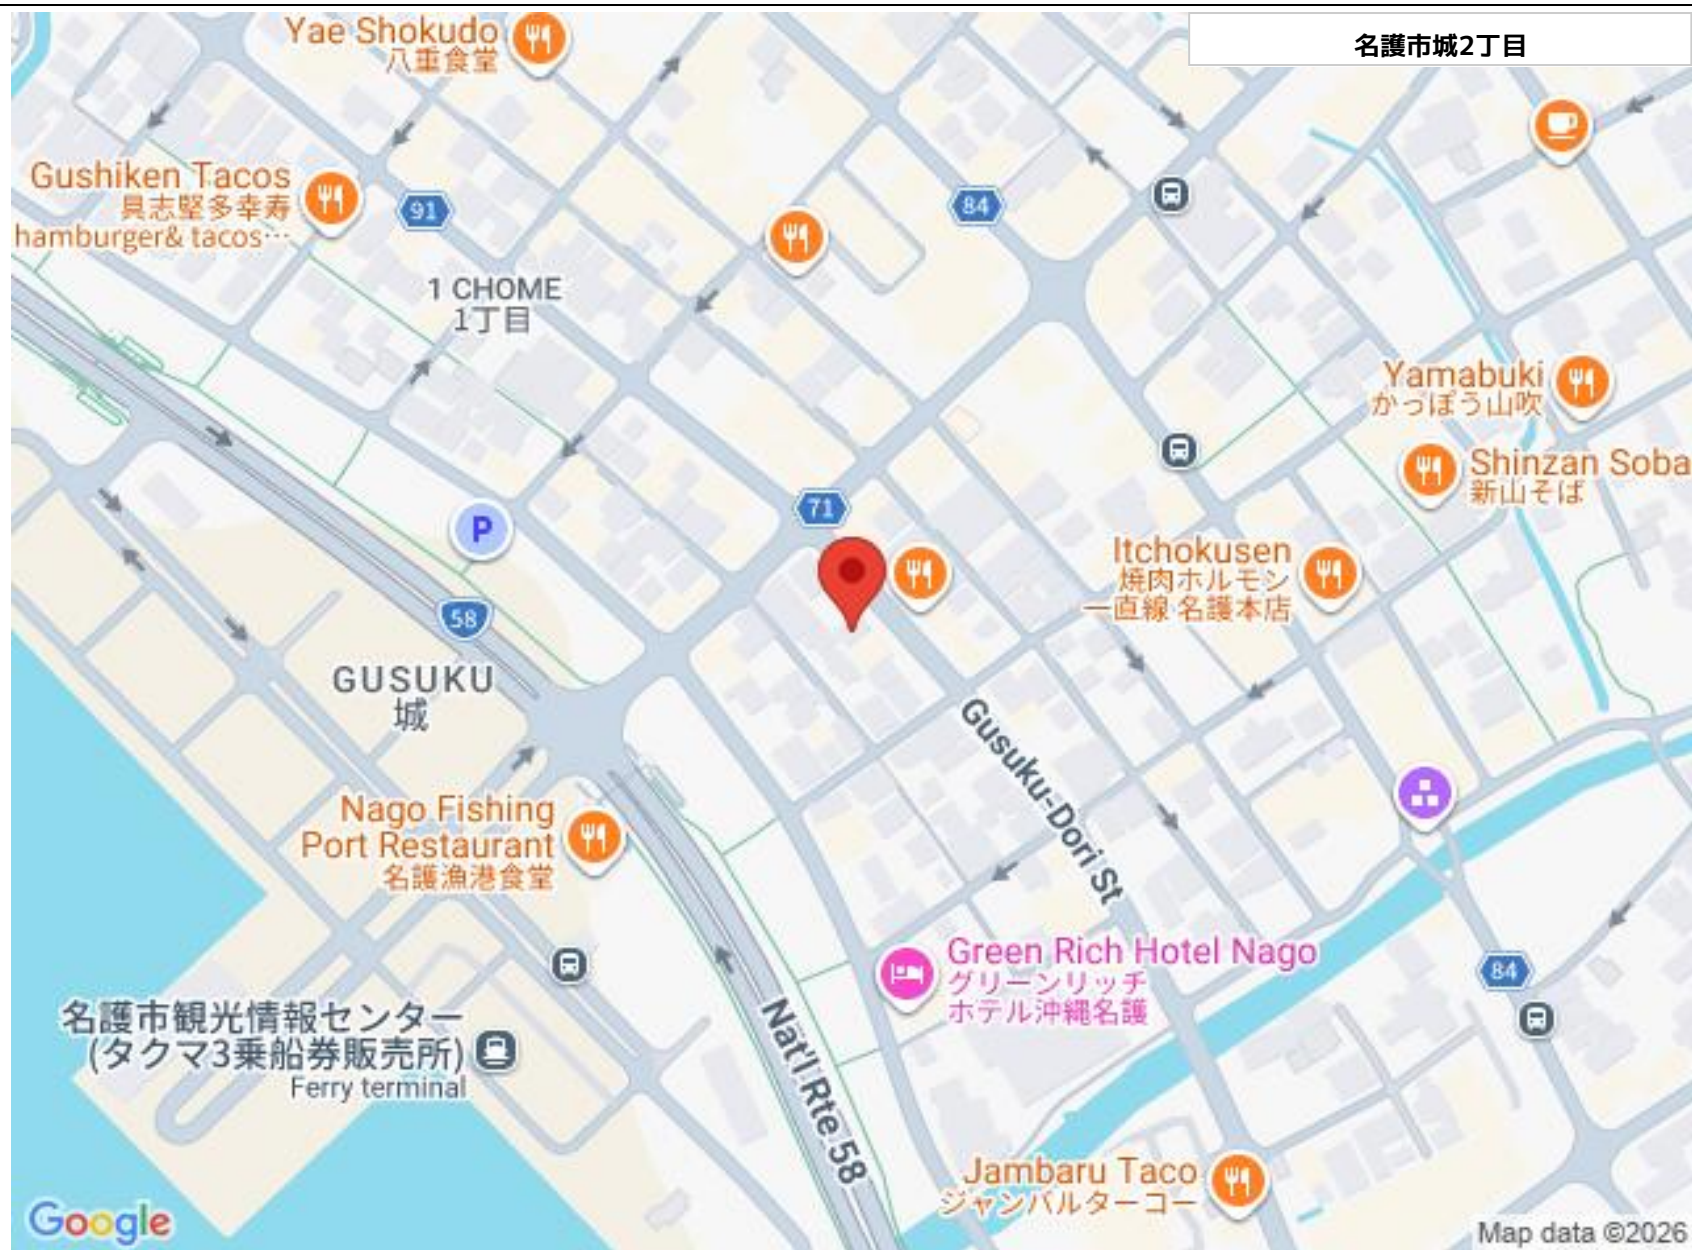 名護市城2丁目
Yae Shokudo
八重食堂
Gushiken Tacos
具志堅多幸寿
hamburger& tacos…
91
84
1 CHOME
1丁目
Yamabuki
かっぽう山吹
Shinzan Soba
新山そば
71
P
Itchokusen
焼肉ホルモン
一直線 名護本店
58
GUSUKU
城
Gusuku-Dori St
Nago Fishing
Port Restaurant
名護漁港食堂
Green Rich Hotel Nago
グリーンリッチ
ホテル沖縄名護
84
名護市観光情報センター
(タクマ3乗船券販売所)
Ferry terminal
Nat'l Rte 58
Jambaru Taco
ジャンバルターコー
Google
Map data ©2026